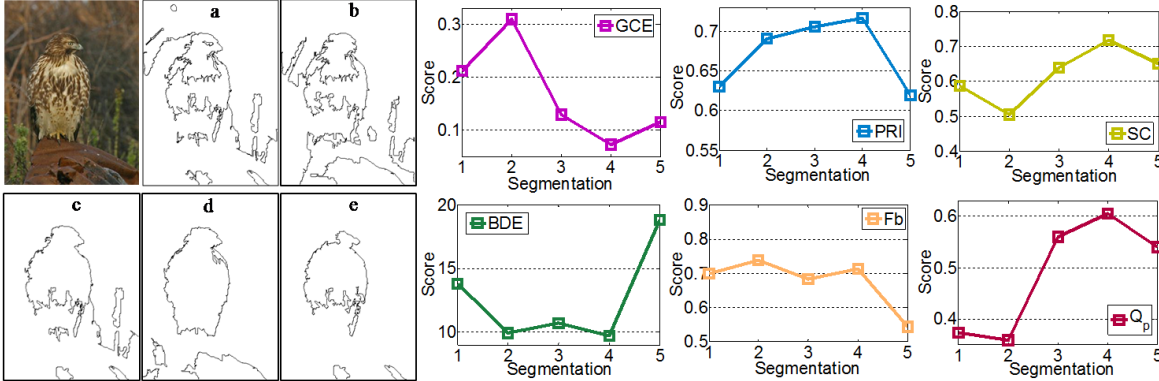 a
b
c
d
e
GCE
Score
0.3
0.2
0.1
1 2 3 4 5
Segmentation
PRI
Score
0.7
0.65
0.6
0.55
1 2 3 4 5
Segmentation
SC
Score
0.8
0.7
0.6
0.5
0.4
1 2 3 4 5
Segmentation
BDE
Score
20
15
10
1 2 3 4 5
Segmentation
Fb
Score
0.9
0.8
0.7
0.6
0.5
1 2 3 4 5
Segmentation
Qp
Score
0.6
0.5
0.4
1 2 3 4 5
Segmentation